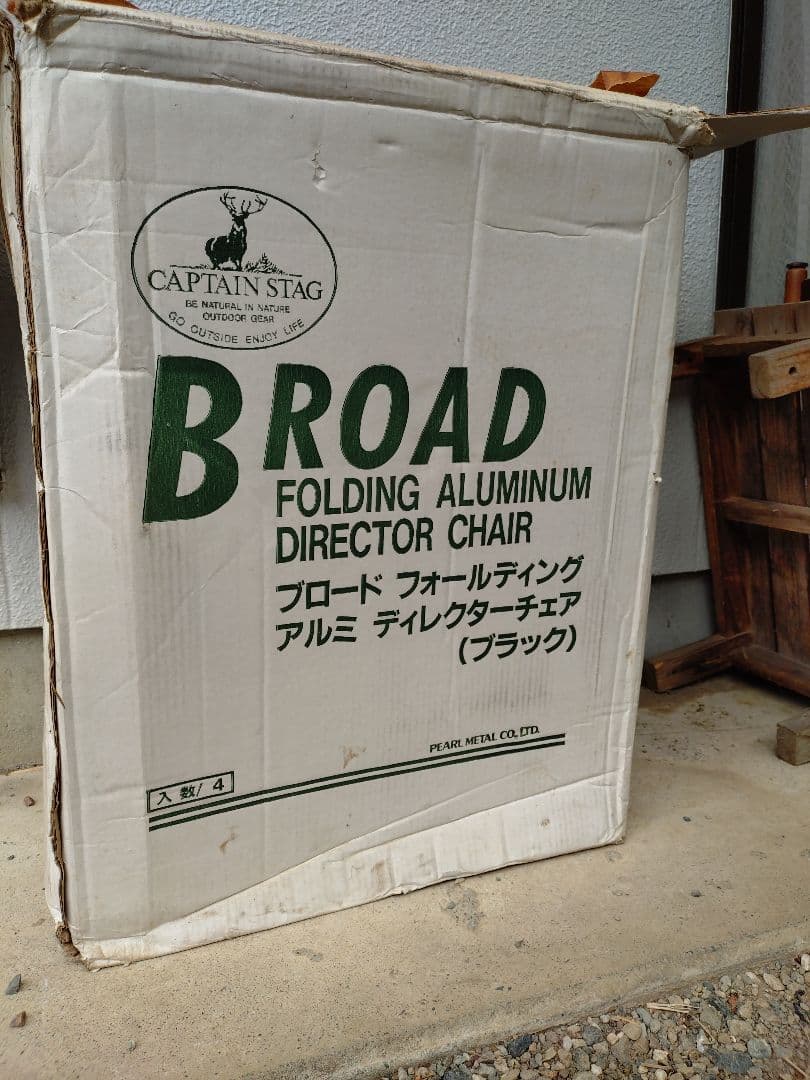 CAPTAIN STAG
BE NATURAL IN NATURE
OUTDOOR GEAR
GO OUTSIDE ENJOY LIFE
BROAD
FOLDING ALUMINUM
DIRECTOR CHAIR
ブロード フォールディング
アルミ ディレクターチェア
(ブラック)
PEARL METAL CO., LTD.
入数/ 4